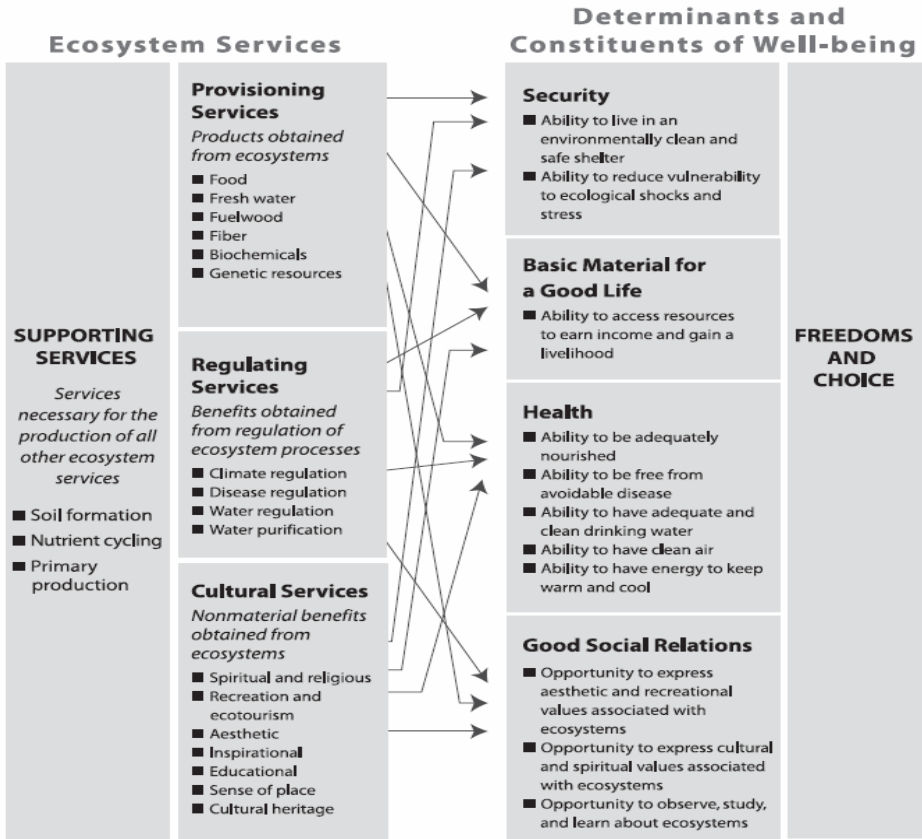 Ecosystem Services
Determinants and
Constituents of Well-being
SUPPORTING
SERVICES
Services
necessary for the
production of all
other ecosystem
services
■ Soil formation
■ Nutrient cycling
■ Primary
production
Provisioning
Services
Products obtained
from ecosystems
■ Food
■ Fresh water
■ Fuelwood
■ Fiber
■ Biochemicals
■ Genetic resources
Regulating
Services
Benefits obtained
from regulation of
ecosystem processes
■ Climate regulation
■ Disease regulation
■ Water regulation
■ Water purification
Cultural Services
Nonmaterial benefits
obtained from
ecosystems
■ Spiritual and religious
■ Recreation and
ecotourism
■ Aesthetic
■ Inspirational
■ Educational
■ Sense of place
■ Cultural heritage
Security
■ Ability to live in an
environmentally clean and
safe shelter
■ Ability to reduce vulnerability
to ecological shocks and
stress
Basic Material for
a Good Life
■ Ability to access resources
to earn income and gain a
livelihood
Health
■ Ability to be adequately
nourished
■ Ability to be free from
avoidable disease
■ Ability to have adequate and
clean drinking water
■ Ability to have clean air
■ Ability to have energy to keep
warm and cool
Good Social Relations
■ Opportunity to express
aesthetic and recreational
values associated with
ecosystems
■ Opportunity to express cultural
and spiritual values associated
with ecosystems
■ Opportunity to observe, study,
and learn about ecosystems
FREEDOMS
AND
CHOICE